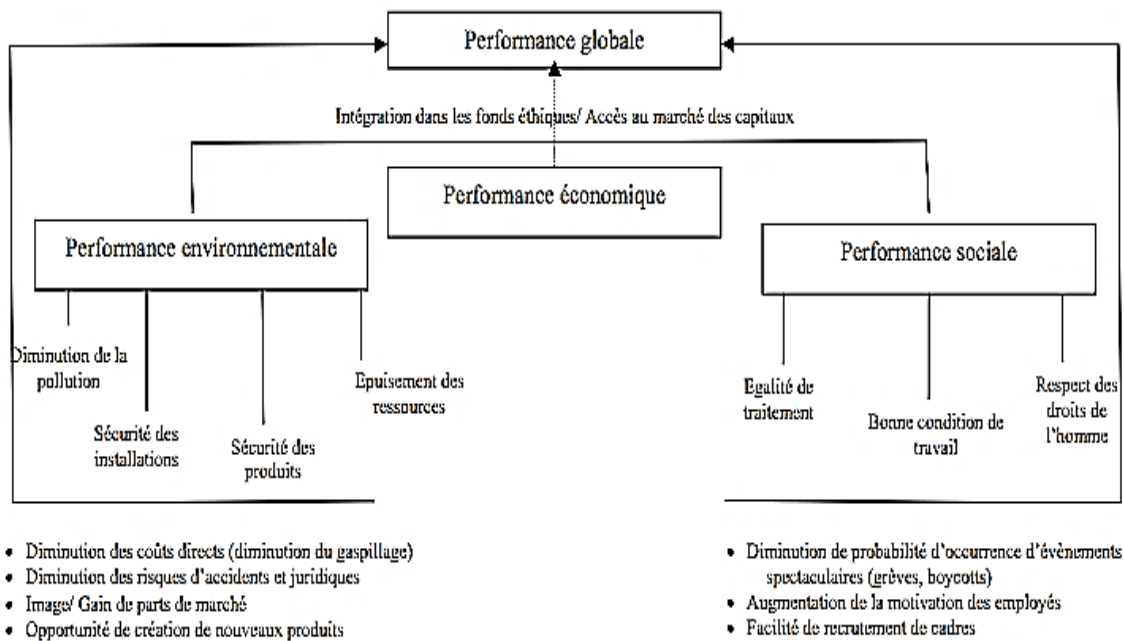 Performance globale
Intégration dans les fonds éthiques/ Accès au marché des capitaux
Performance économique
Performance environnementale
Performance sociale
Diminution de la
pollution
Sécurité des
installations
Sécurité des
produits
Epuisement des
ressources
Egalité de
traitement
Bonne condition de
travail
Respect des
droits de
l'homme
• Diminution des coûts directs (diminution du gaspillage)
• Diminution des risques d'accidents et juridiques
• Image/ Gain de parts de marché
• Opportunité de création de nouveaux produits
• Diminution de probabilité d'occurrence d'évènements
spectaculaires (grèves, boycotts)
• Augmentation de la motivation des employés
• Facilité de recrutement de cadres